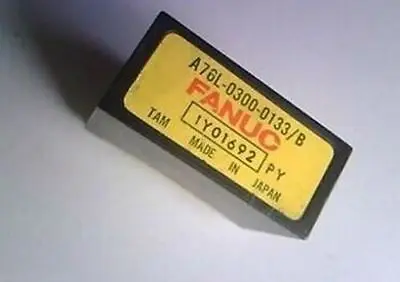 A76L-0300-0133/B
FANUC
1Y01692
TAM PY
MADE IN JAPAN